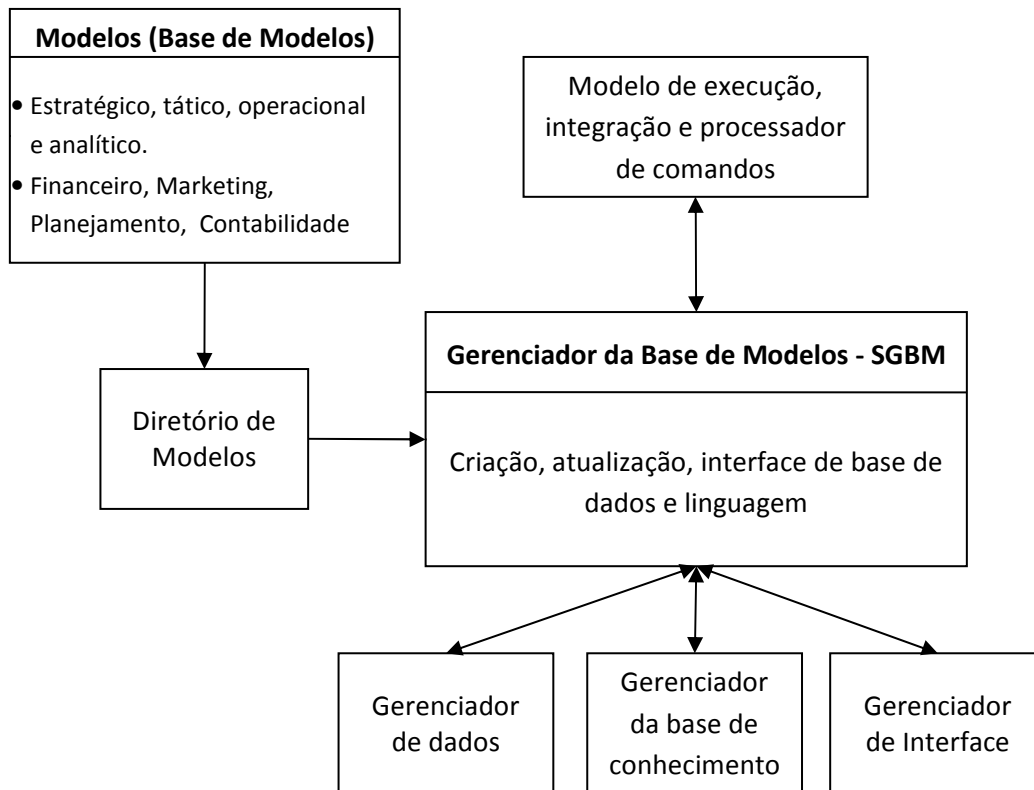 Modelos (Base de Modelos)
• Estratégico, tático, operacional
e analítico.
• Financeiro, Marketing,
Planejamento, Contabilidade
Modelo de execução,
integração e processador
de comandos
Diretório de
Modelos
Gerenciador da Base de Modelos - SGBM
Criação, atualização, interface de base de
dados e linguagem
Gerenciador
de dados
Gerenciador
da base de
conhecimento
Gerenciador
de Interface